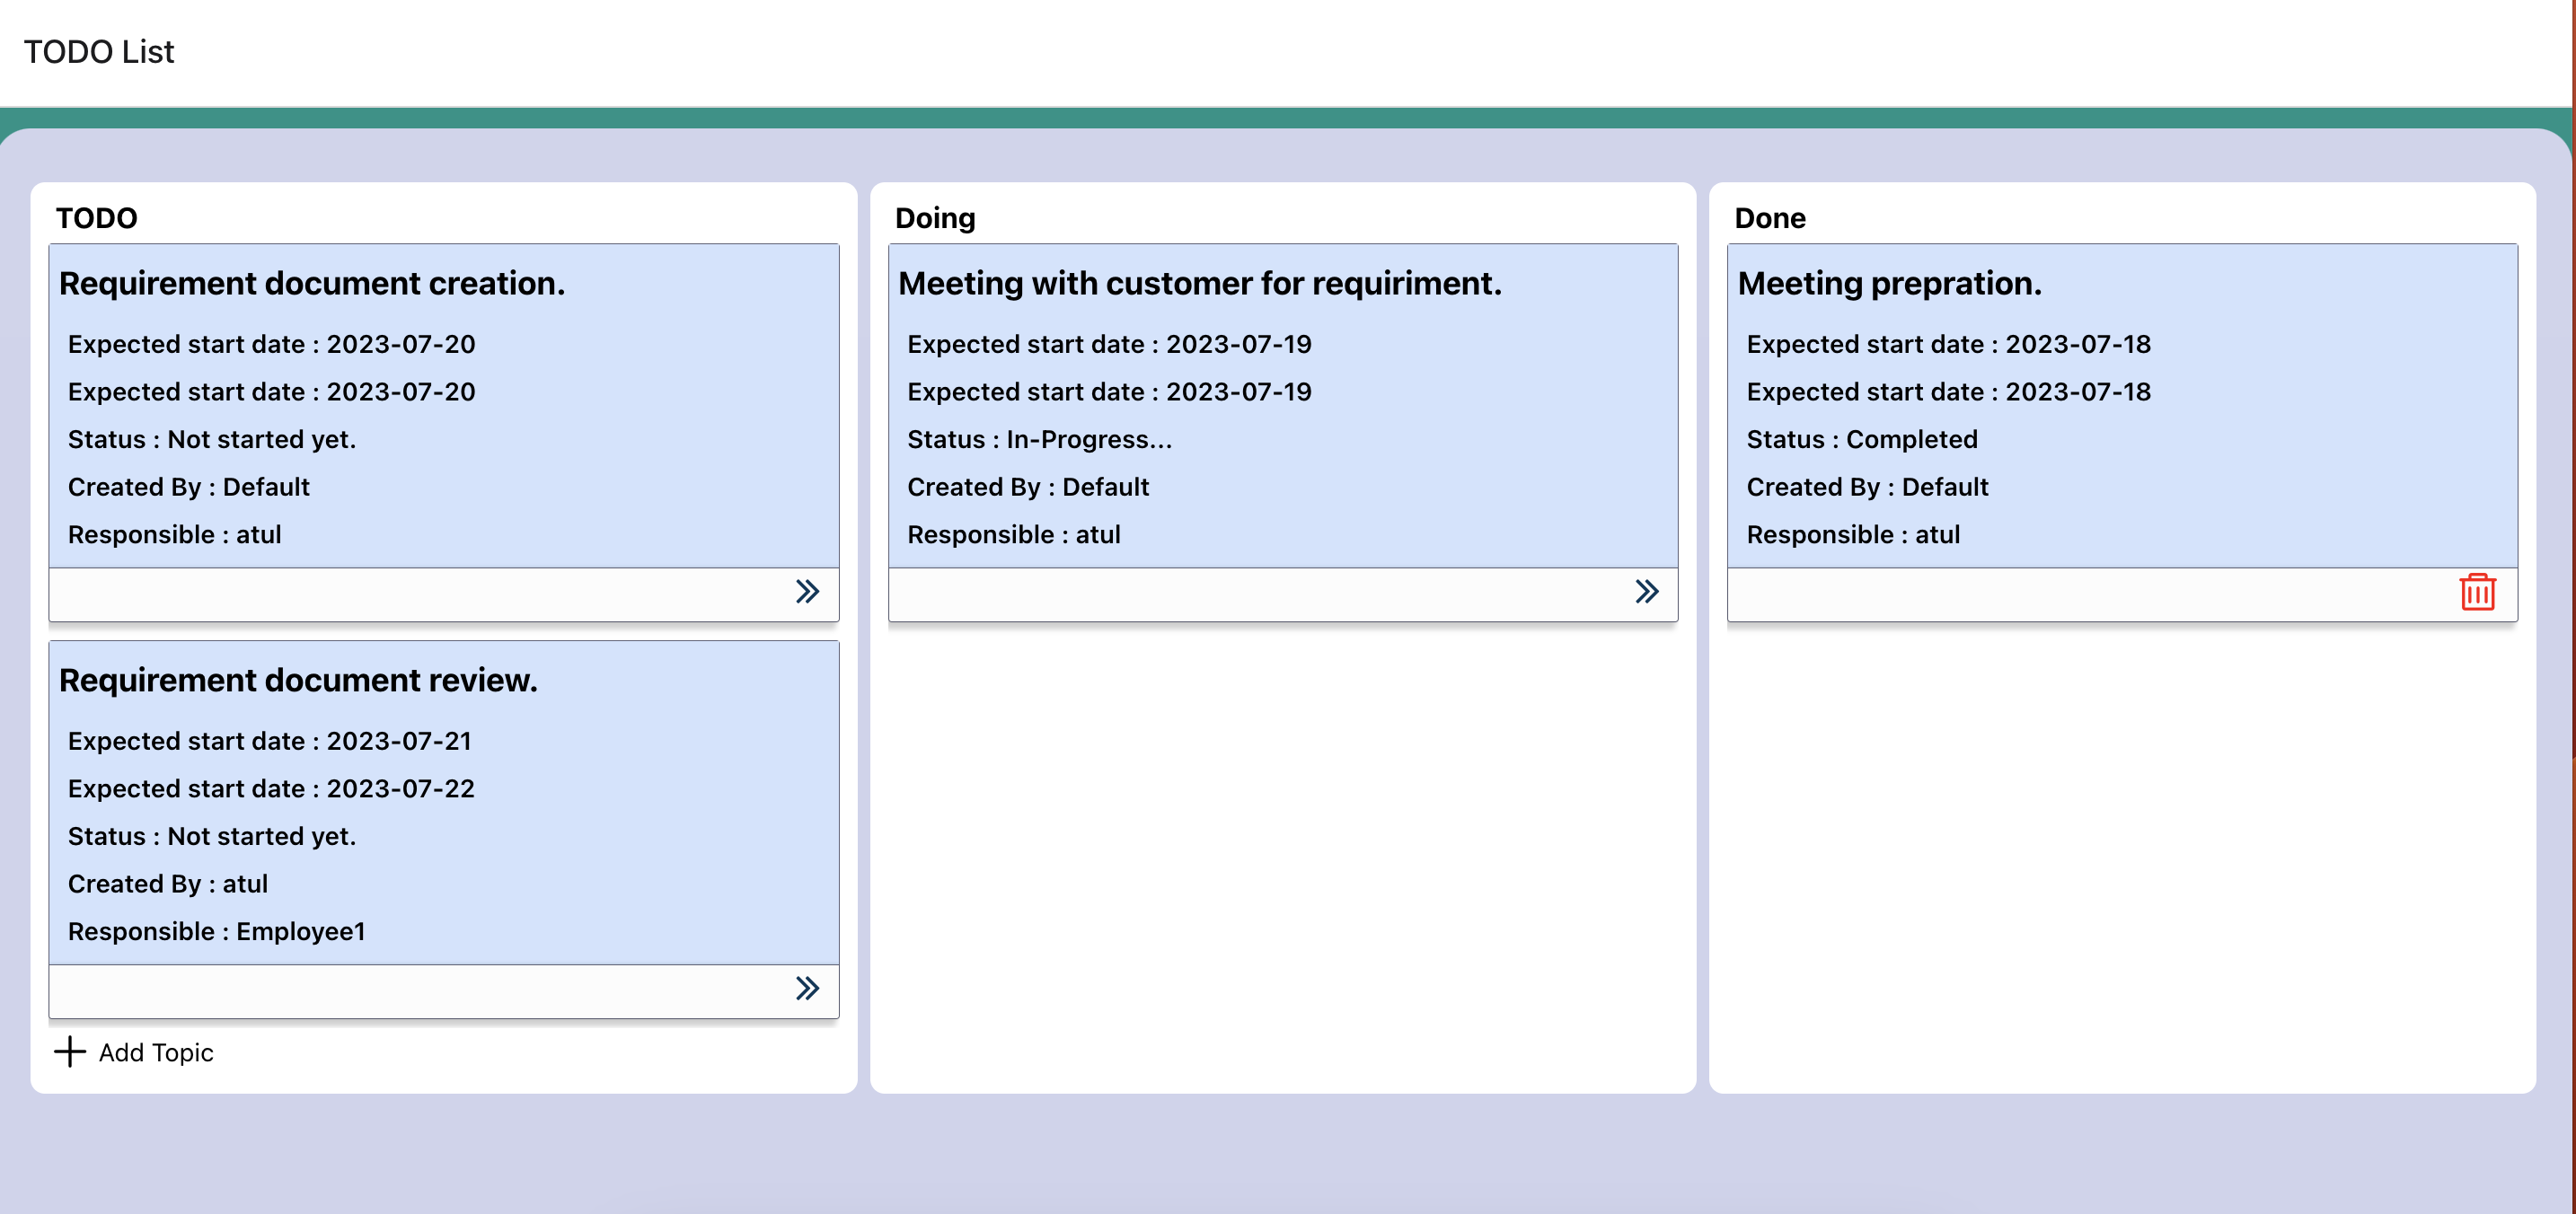 TODO List
TODO
Requirement document creation.
Expected start date : 2023-07-20
Expected start date : 2023-07-20
Status : Not started yet.
Created By : Default
Responsible : atul
Requirement document review.
Expected start date : 2023-07-21
Expected start date : 2023-07-22
Status : Not started yet.
Created By : atul
Responsible : Employee1
Add Topic
Doing
Meeting with customer for requiriment.
Expected start date : 2023-07-19
Expected start date : 2023-07-19
Status : In-Progress...
Created By : Default
Responsible : atul
Done
Meeting prepration.
Expected start date : 2023-07-18
Expected start date : 2023-07-18
Status : Completed
Created By : Default
Responsible : atul